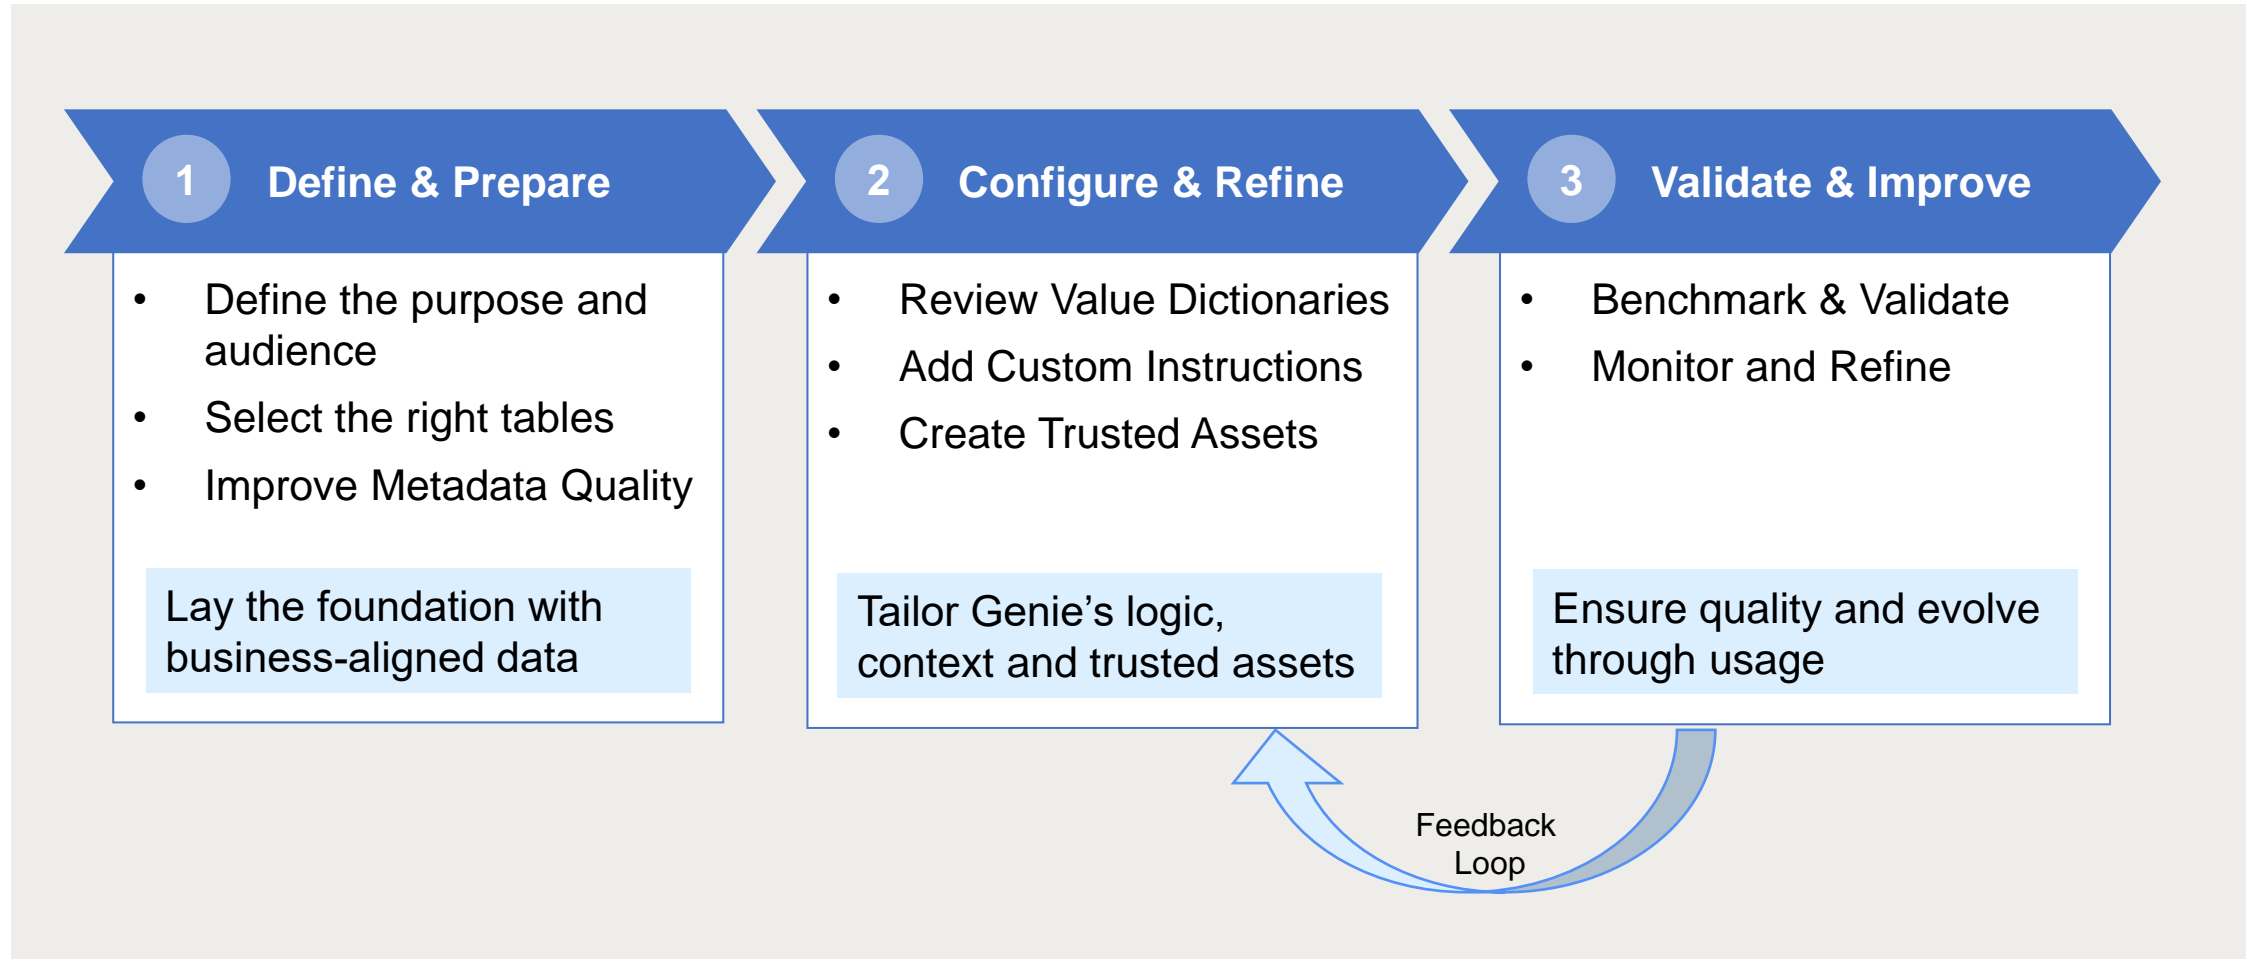 1 Define & Prepare
• Define the purpose and
audience
• Select the right tables
• Improve Metadata Quality
Lay the foundation with
business-aligned data
2 Configure & Refine
• Review Value Dictionaries
• Add Custom Instructions
• Create Trusted Assets
Tailor Genie’s logic,
context and trusted assets
3 Validate & Improve
• Benchmark & Validate
• Monitor and Refine
Ensure quality and evolve
through usage
Feedback
Loop